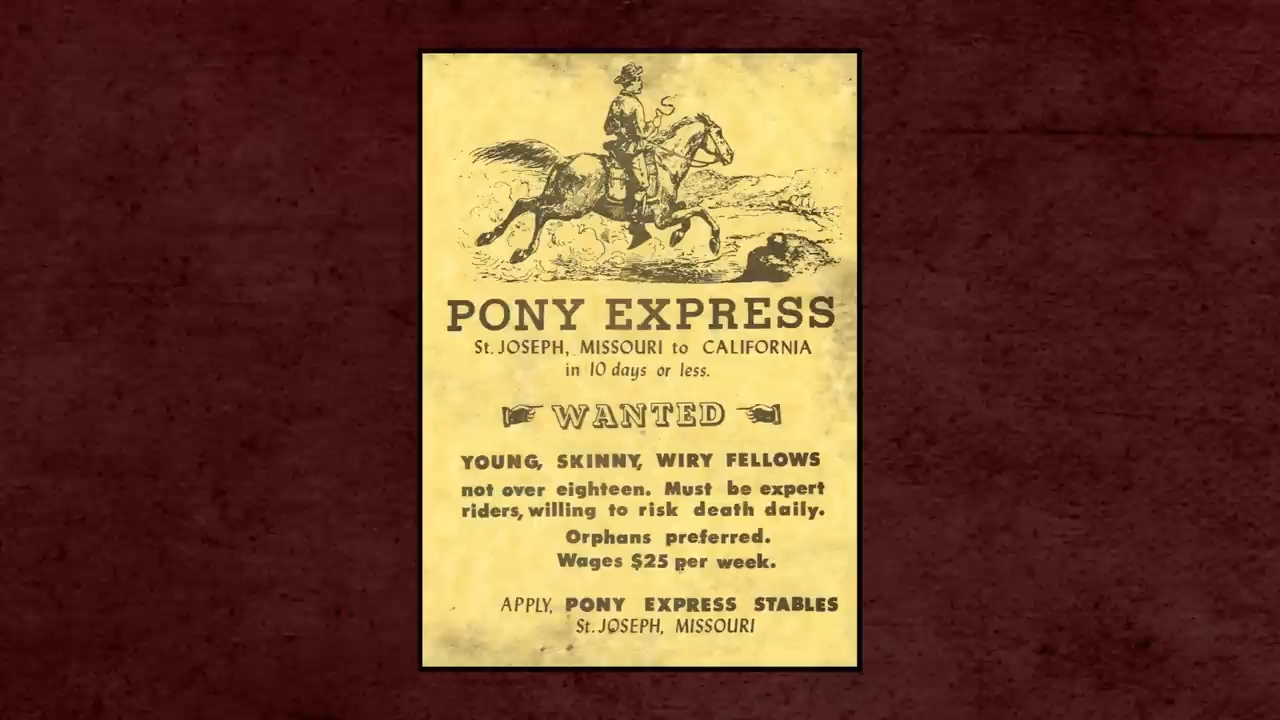 PONY EXPRESS
St. JOSEPH, MISSOURI to CALIFORNIA
in 10 days or less.
WANTED
YOUNG, SKINNY, WIRY FELLOWS
not over eighteen. Must be expert
riders, willing to risk death daily.
Orphans preferred.
Wages $25 per week.
APPLY, PONY EXPRESS STABLES
St. JOSEPH, MISSOURI